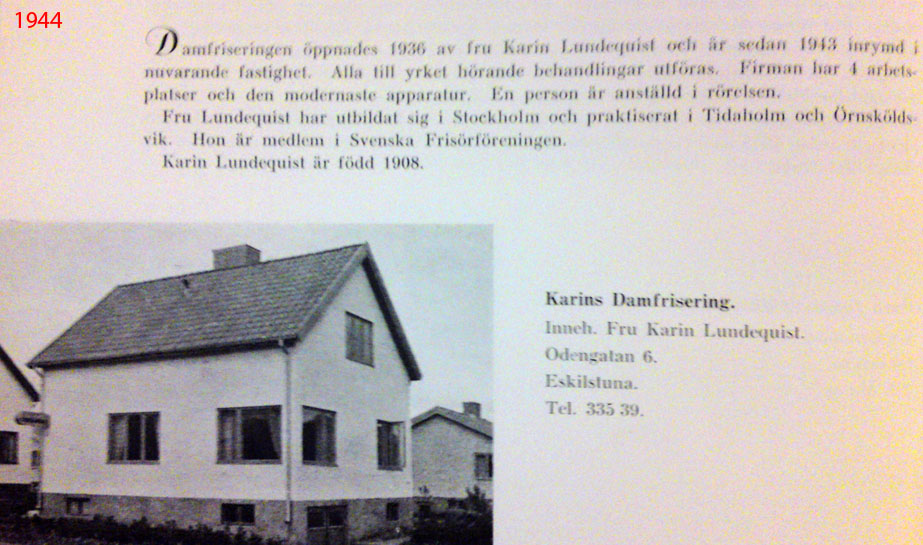 1944
Damfriseringen öppnades 1936 av fru Karin Lundequist och är sedan 1943 inrymd i
nuvarande fastighet. Alla till yrket hörande behandlingar utföras. Firman har 4 arbets-
platser och den modernaste apparatur. En person är anställd i rörelsen.
Fru Lundequist har utbildat sig i Stockholm och praktiserat i Tidaholm och Örnskölds-
vik. Hon är medlem i Svenska Frisörföreningen.
Karin Lundequist är född 1908.
Karins Damfrisering.
Inneh. Fru Karin Lundequist.
Odengatan 6.
Eskilstuna.
Tel. 335 39.